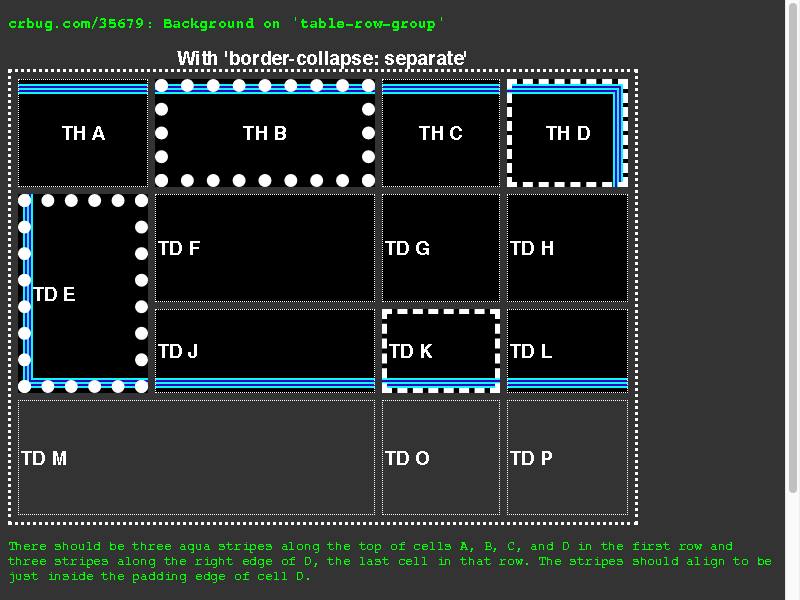 crbug.com/35679: Background on 'table-row-group'
With 'border-collapse: separate'
TH A TH B TH C TH D
TD E
TD F TD G TD H
TD J TD K TD L
TD M TD O TD P
There should be three aqua stripes along the top of cells A, B, C, and D in the first row and
three stripes along the right edge of D, the last cell in that row. The stripes should align to be
just inside the padding edge of cell D.